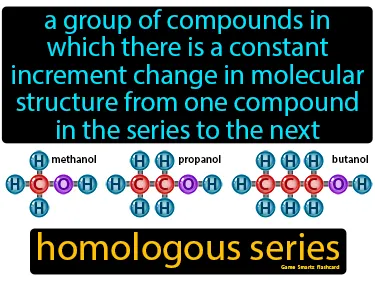 a group of compounds in
which there is a constant
increment change in molecular
structure from one compound
in the series to the next
methanol
H
H C O H
H
propanol
H H
H C C O H
H H
butanol
H H H
H C C C O H
H H H
homologous series
Game Smartz Flashcard